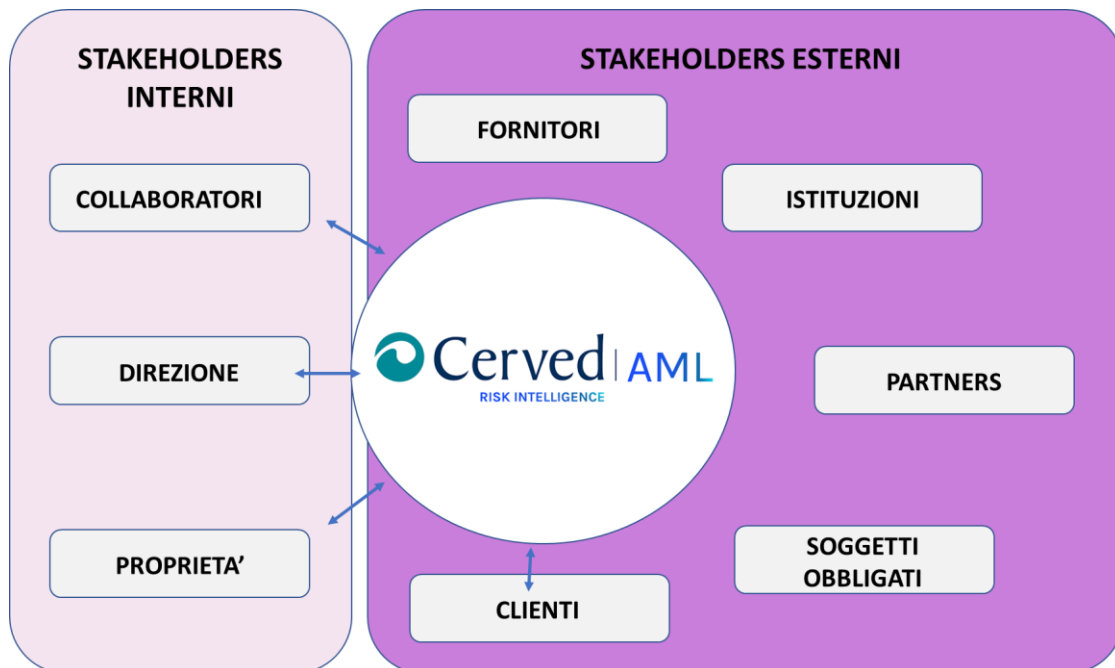 STAKEHOLDERS
INTERNI
COLLABORATORI
DIREZIONE
PROPRIETA’
STAKEHOLDERS ESTERNI
FORNITORI
ISTITUZIONI
Cerved | AML
RISK INTELLIGENCE
PARTNERS
SOGGETTI
OBBLIGATI
CLIENTI